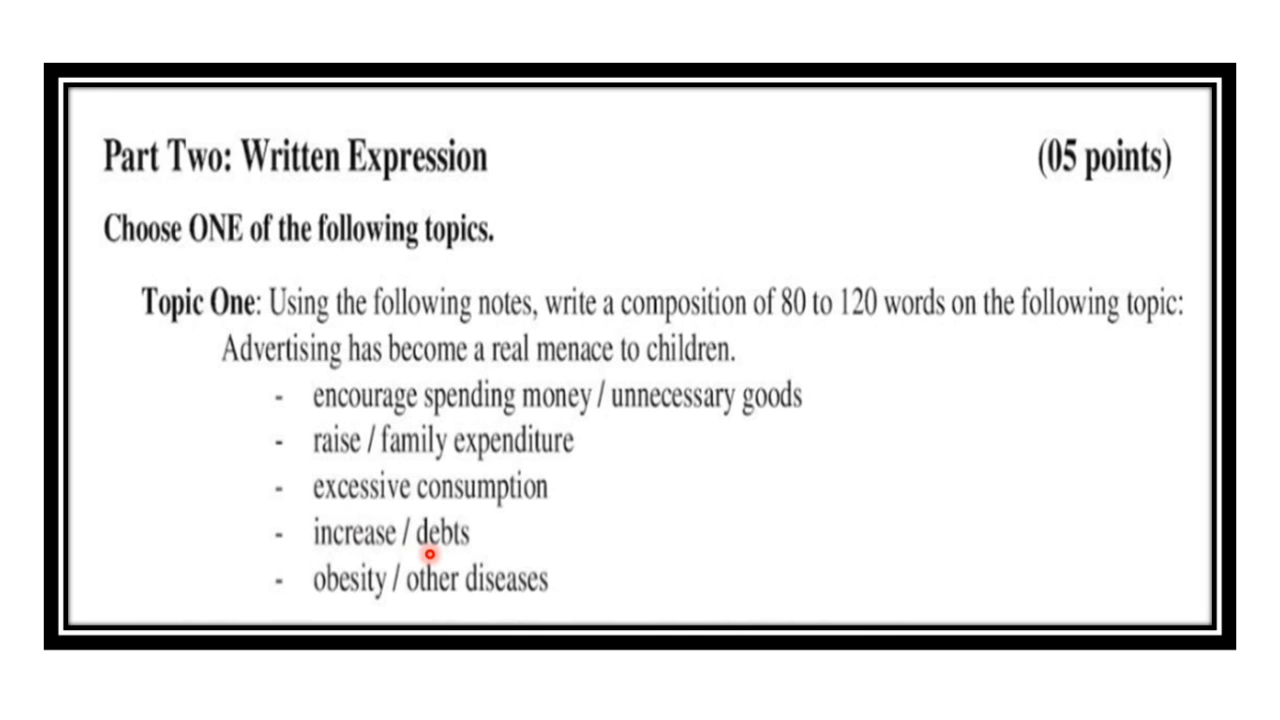 Part Two: Written Expression (05 points)
Choose ONE of the following topics.
Topic One: Using the following notes, write a composition of 80 to 120 words on the following topic:
Advertising has become a real menace to children.
- encourage spending money / unnecessary goods
- raise / family expenditure
- excessive consumption
- increase / debts
- obesity / other diseases